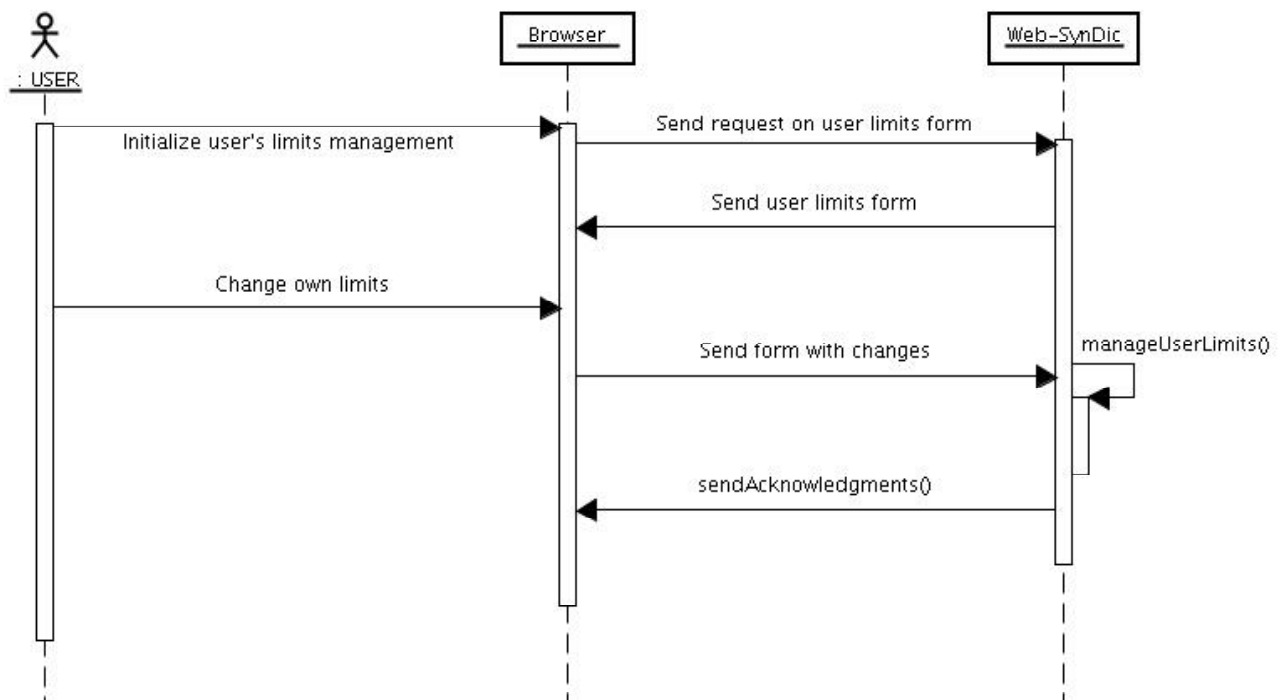 Browser
Web-SynDic
: USER
Initialize user's limits management
Send request on user limits form
Send user limits form
Change own limits
Send form with changes
manageUserLimits()
sendAcknowledgments()